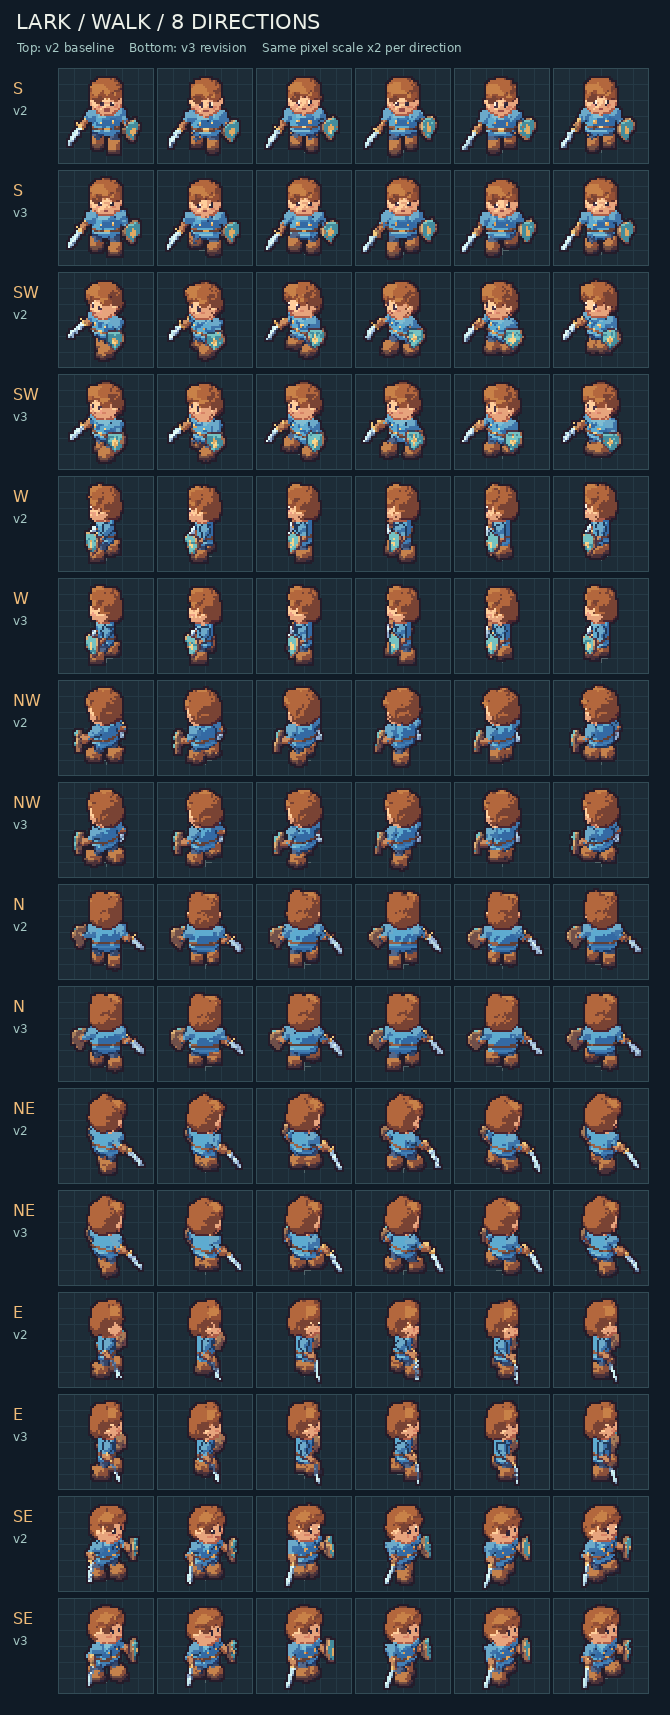 LARK / WALK / 8 DIRECTIONS
Top: v2 baseline Bottom: v3 revision Same pixel scale x2 per direction
S
v2
S
v3
SW
v2
SW
v3
W
v2
W
v3
NW
v2
NW
v3
N
v2
N
v3
NE
v2
NE
v3
E
v2
E
v3
SE
v2
SE
v3